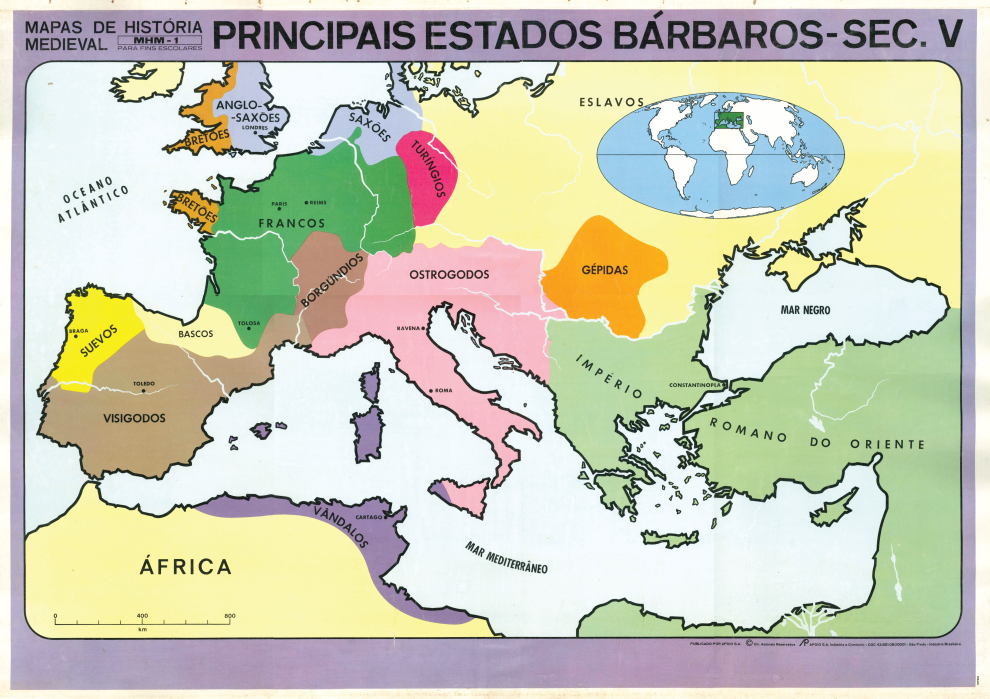 MAPAS DE HISTÓRIA
MEDIEVAL MHM-1
PARA FINS ESCOLARES
PRINCIPAIS ESTADOS BÁRBAROS-SEC. V
ESLAVOS
ANGLO-
-SAXÕES
LONDRES
BRETÕES
SAXÕES
TURÍNGIOS
OCEANO
ATLÂNTICO
BRETÕES
PARIS
REIMS
FRANCOS
BORGÚNDIOS
OSTROGODOS
GÉPIDAS
MAR NEGRO
BRAGA
SUEVOS
BASCOS
TOLOSA
RAVENA
TOLEDO
ROMA
CONSTANTINOPLA
VISIGODOS
IMPÉRIO
ROMANO DO ORIENTE
CARTAGO
VÂNDALOS
MAR MEDITERRÂNEO
ÁFRICA
0 400 800
km